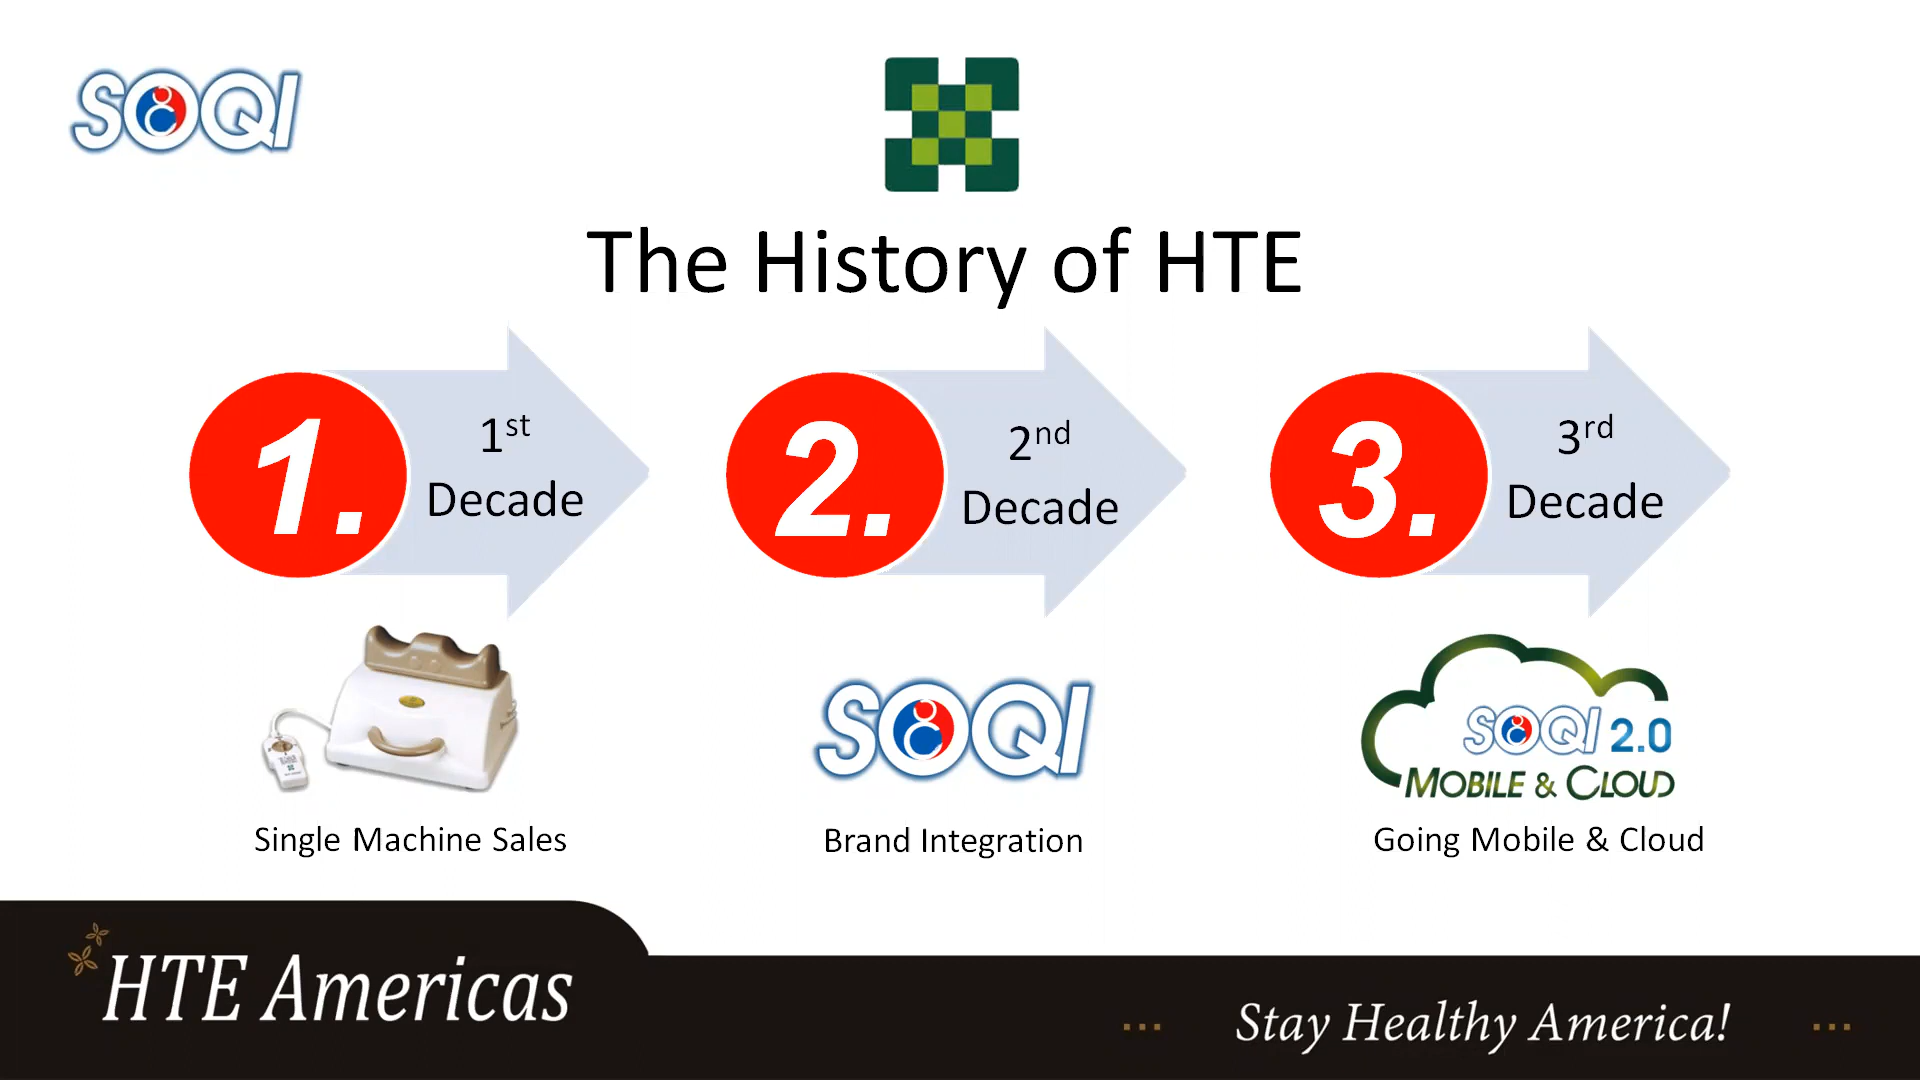 SOQI
The History of HTE
1.
1st
Decade
2.
2nd
Decade
3.
3rd
Decade
SOQI
SOQI 2.0
MOBILE & CLOUD
Single Machine Sales
Brand Integration
Going Mobile & Cloud
HTE Americas
... Stay Healthy America! ...